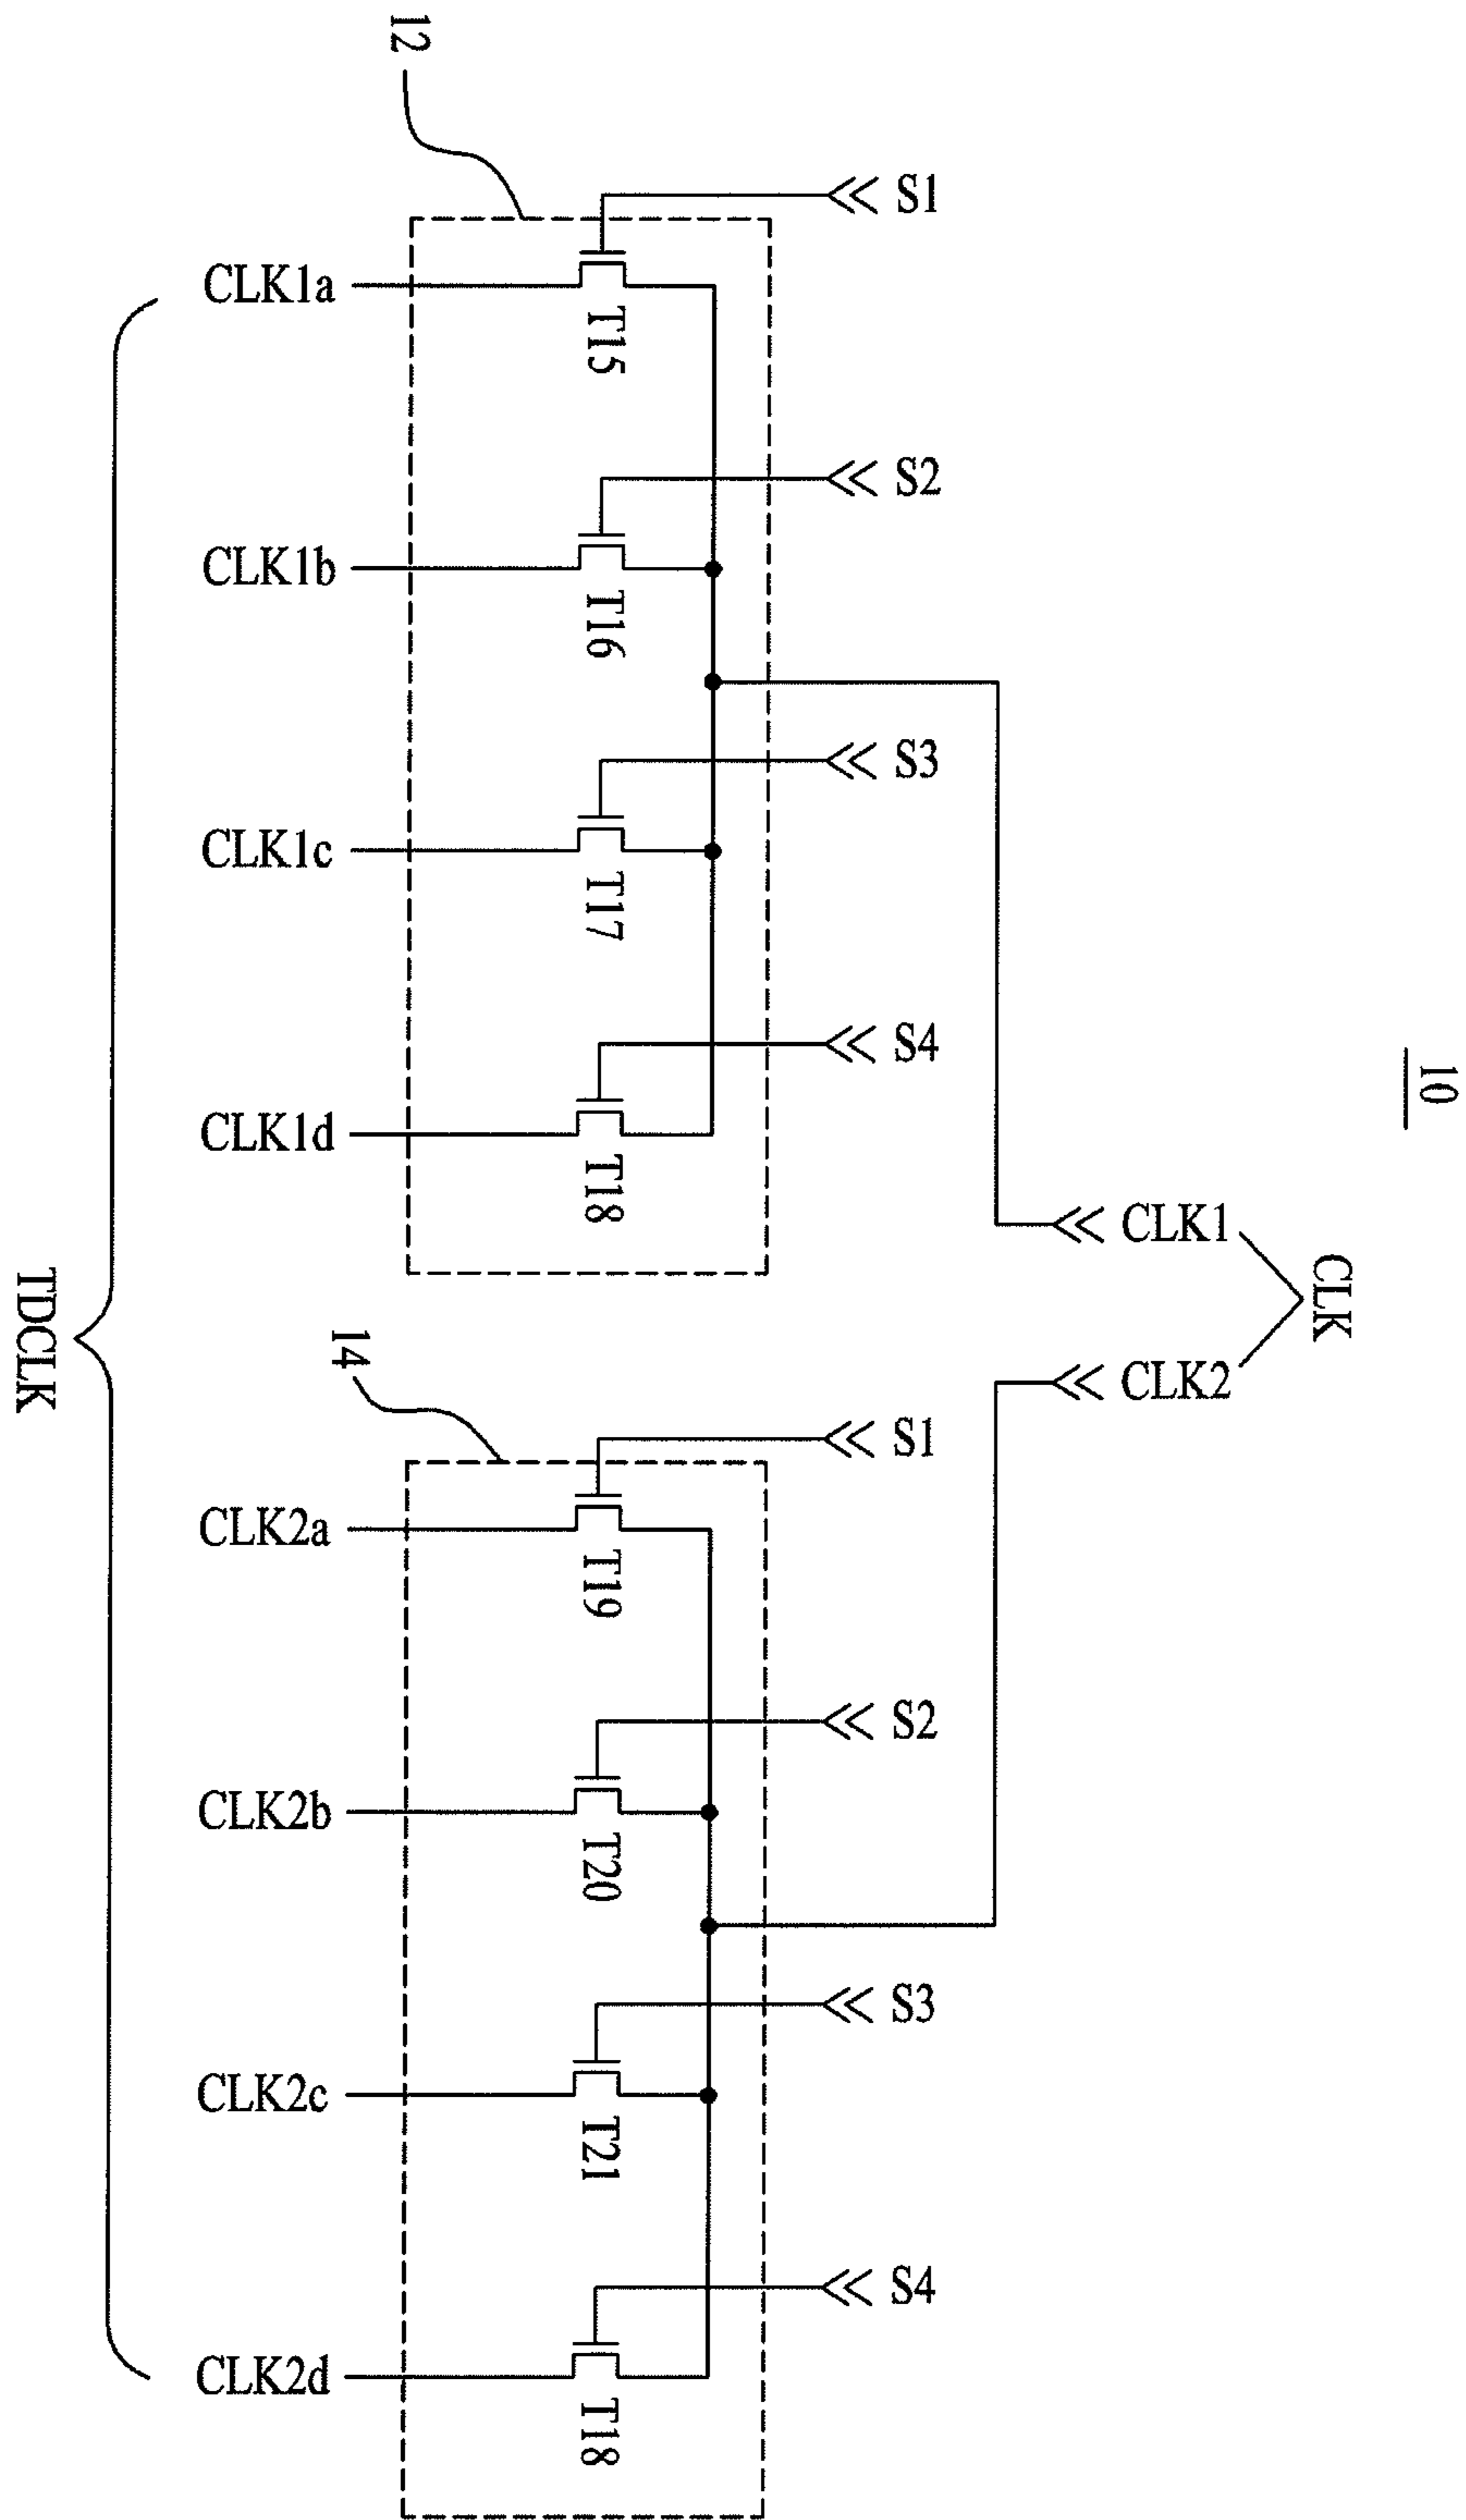 10
CLK
CLK1
CLK2
S1
S2
S3
S4
S1
S2
S3
S4
12
T15
T16
T17
T18
14
T19
T20
T21
T18
CLK1a
CLK1b
CLK1c
CLK1d
CLK2a
CLK2b
CLK2c
CLK2d
TDCLK